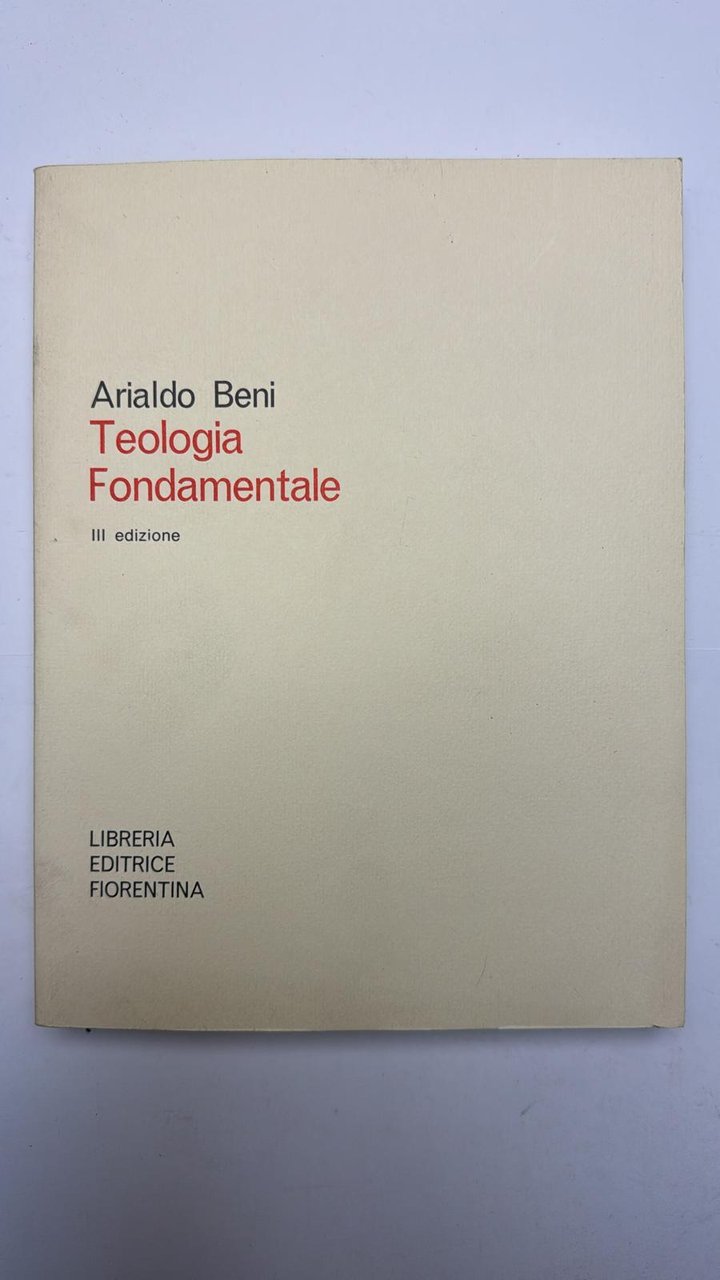 Arialdo Beni
Teologia
Fondamentale
III edizione
LIBRERIA
EDITRICE
FIORENTINA